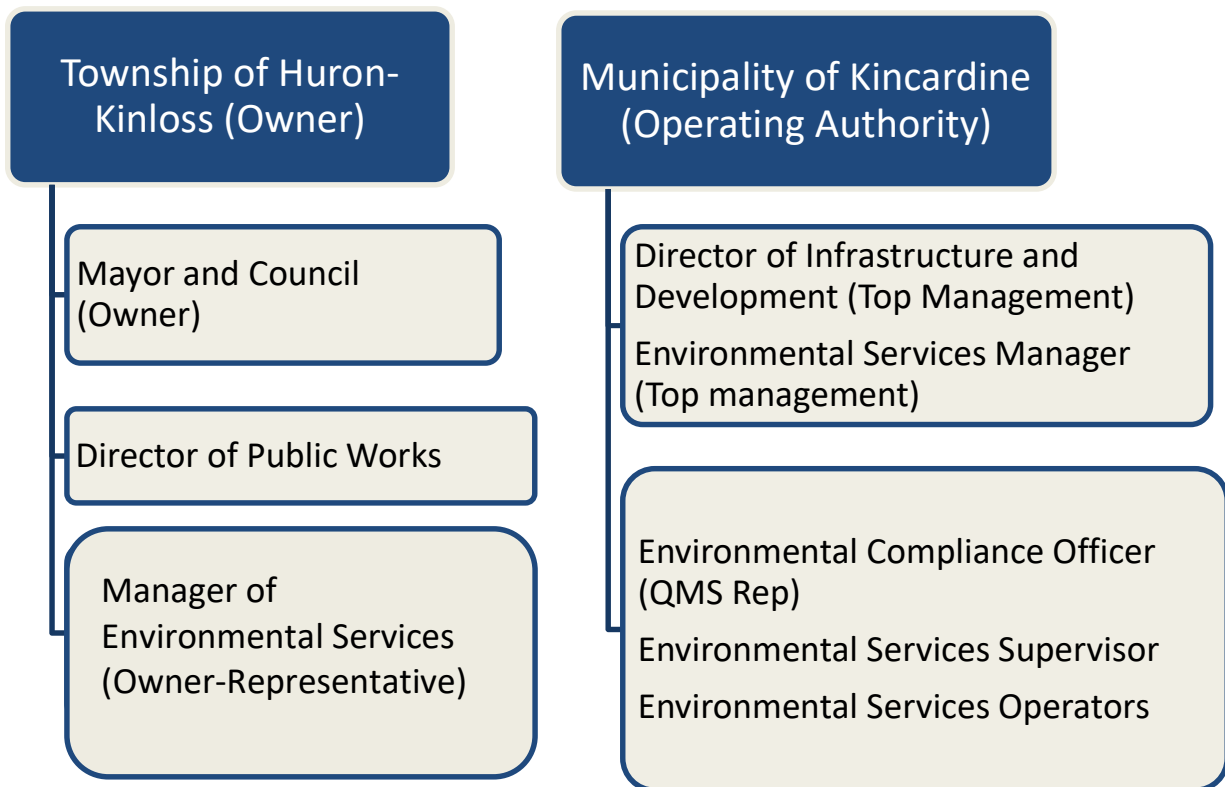 Township of Huron-
Kinloss (Owner)
Mayor and Council
(Owner)
Director of Public Works
Manager of
Environmental Services
(Owner-Representative)
Municipality of Kincardine
(Operating Authority)
Director of Infrastructure and
Development (Top Management)
Environmental Services Manager
(Top management)
Environmental Compliance Officer
(QMS Rep)
Environmental Services Supervisor
Environmental Services Operators